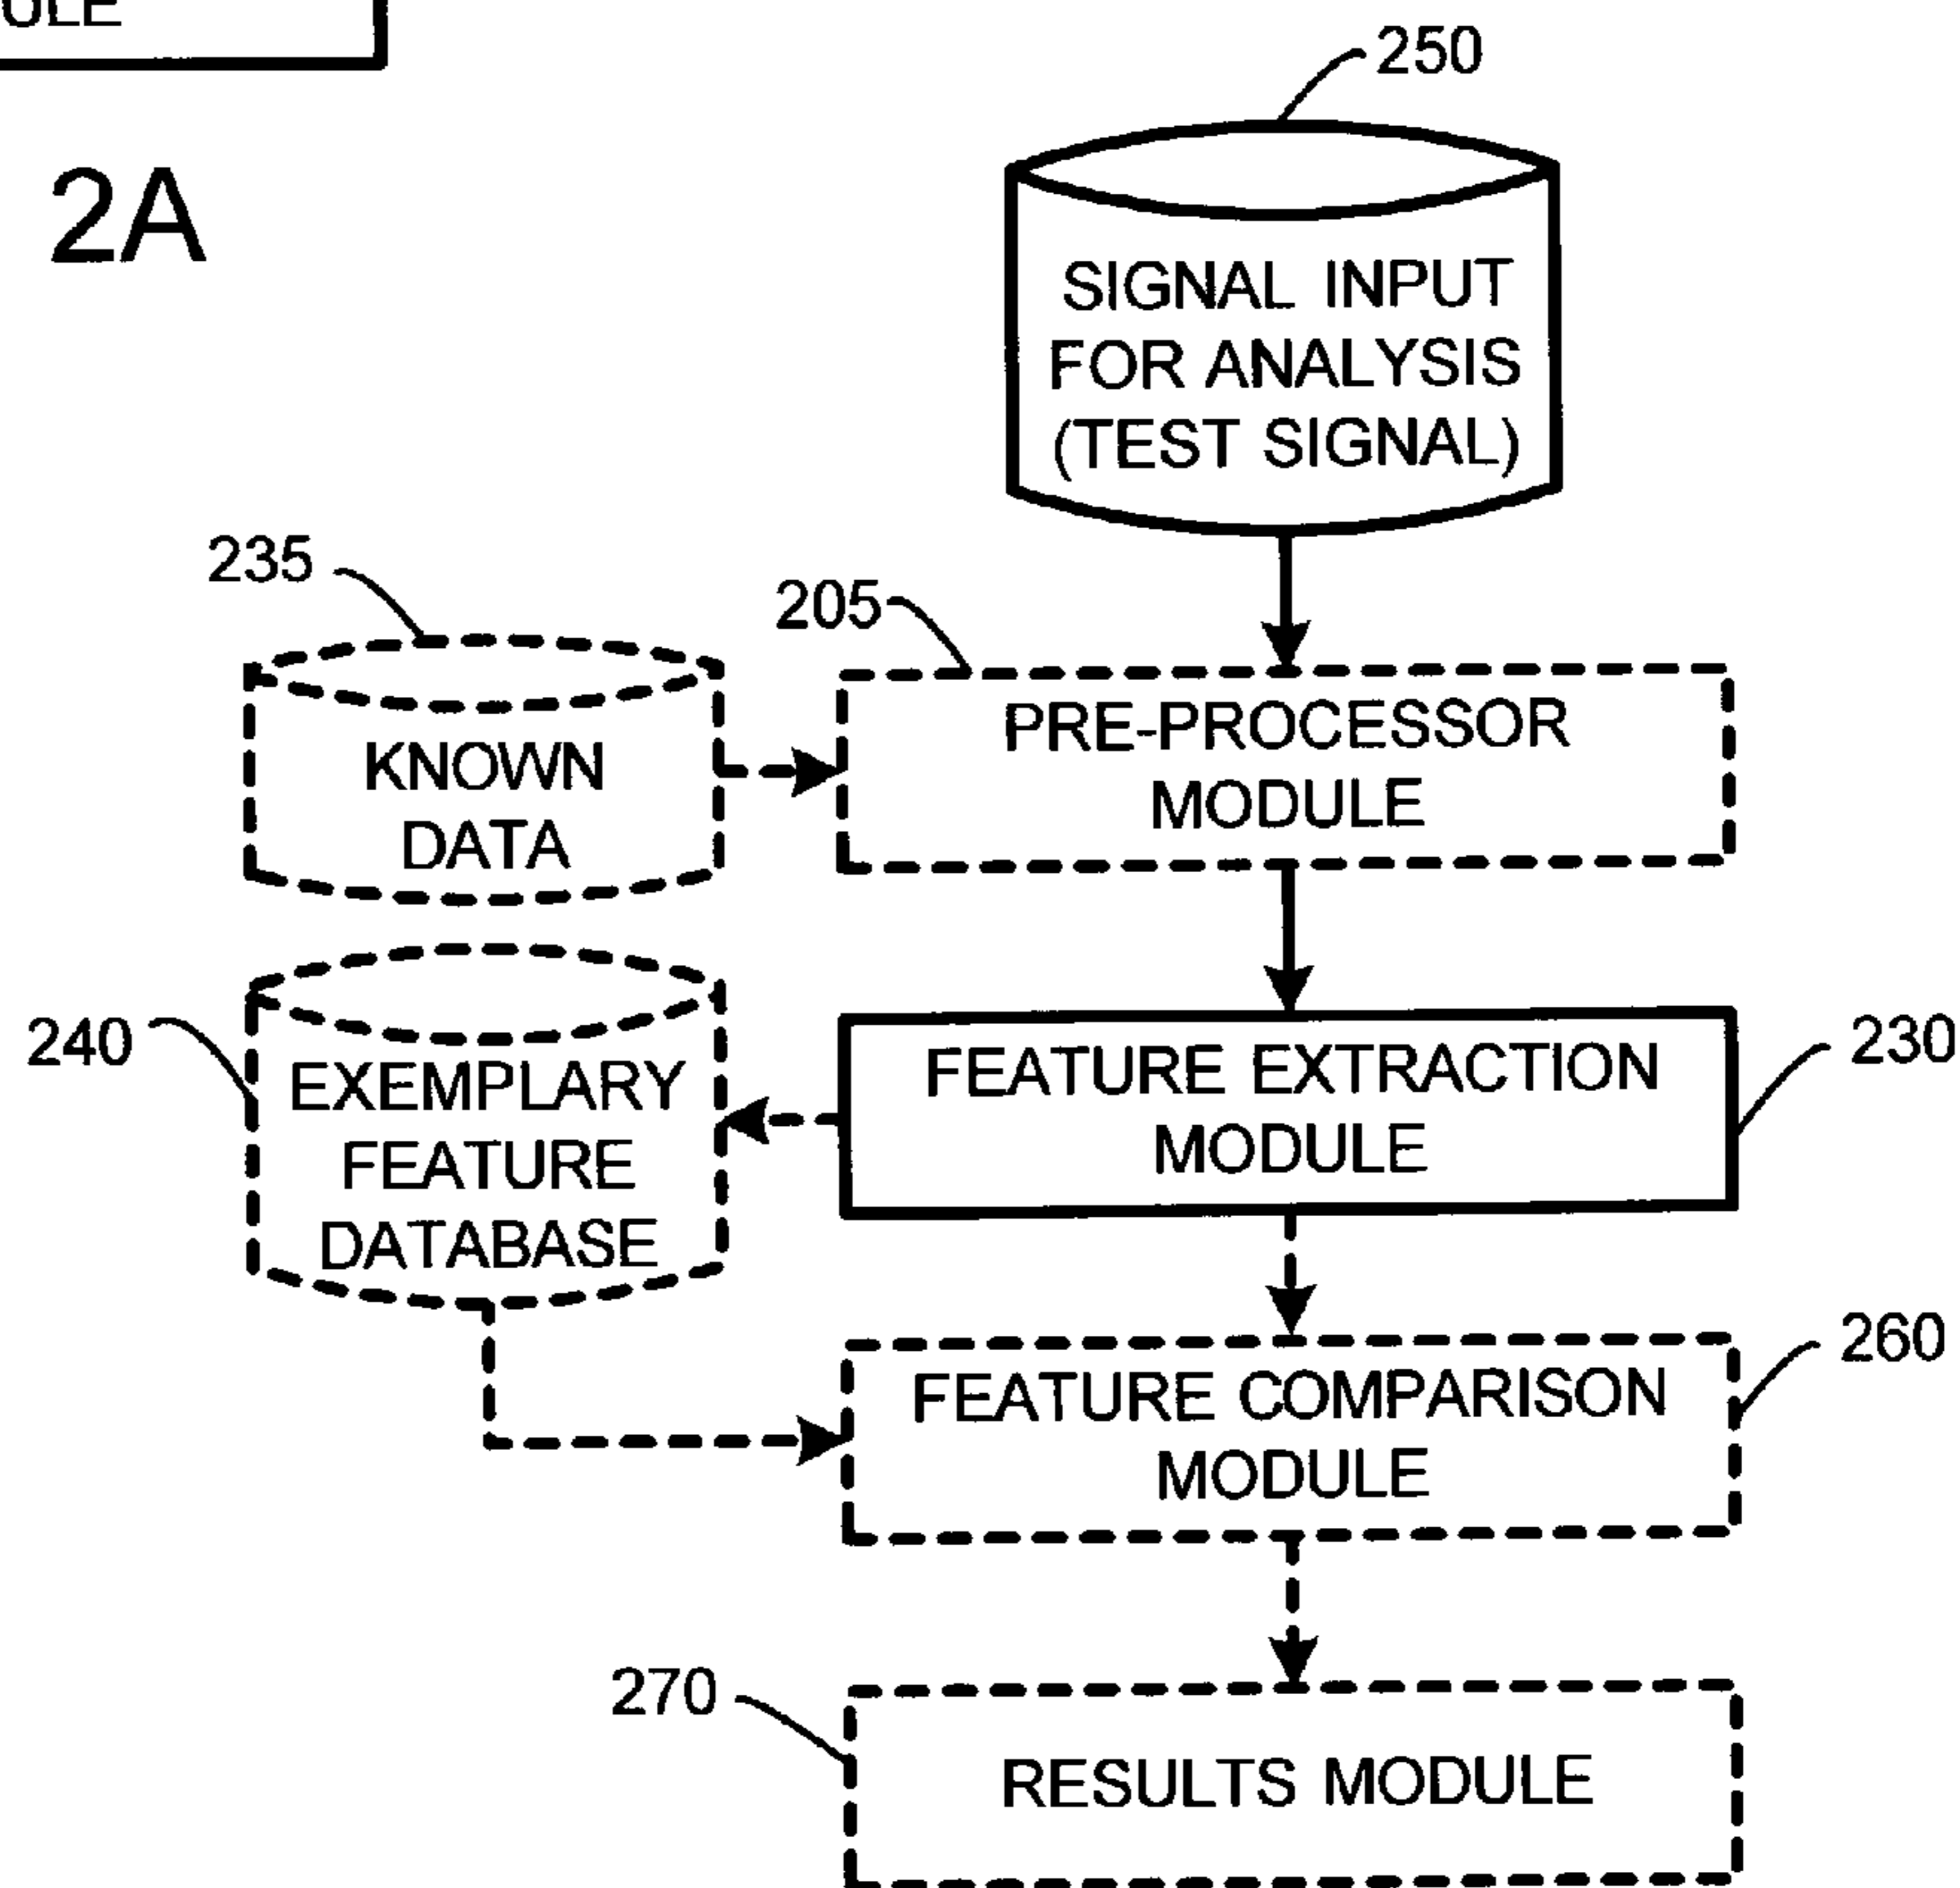 250
2A
SIGNAL INPUT
FOR ANALYSIS
(TEST SIGNAL)
235
205
KNOWN
DATA
PRE-PROCESSOR
MODULE
240
EXEMPLARY
FEATURE
DATABASE
FEATURE EXTRACTION
MODULE
230
FEATURE COMPARISON
MODULE
260
270
RESULTS MODULE